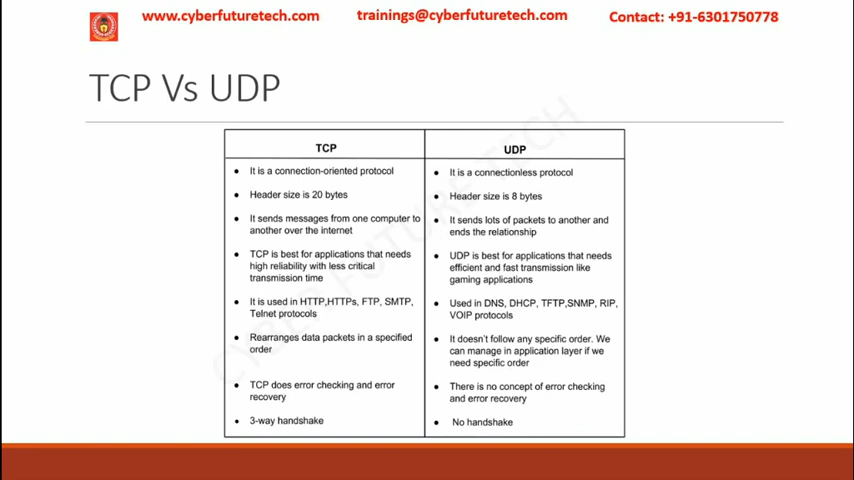 www.cyberfuturetech.com trainings@cyberfuturetech.com Contact: +91-6301750778
TCP Vs UDP
CYBER FUTURE TECH
TCP
It is a connection-oriented protocol
Header size is 20 bytes
It sends messages from one computer to
another over the internet
TCP is best for applications that needs
high reliability with less critical
transmission time
It is used in HTTP,HTTPs, FTP, SMTP,
Telnet protocols
Rearranges data packets in a specified
order
TCP does error checking and error
recovery
3-way handshake
UDP
It is a connectionless protocol
Header size is 8 bytes
It sends lots of packets to another and
ends the relationship
UDP is best for applications that needs
efficient and fast transmission like
gaming applications
Used in DNS, DHCP, TFTP,SNMP, RIP,
VOIP protocols
It doesn't follow any specific order. We
can manage in application layer if we
need specific order
There is no concept of error checking
and error recovery
No handshake